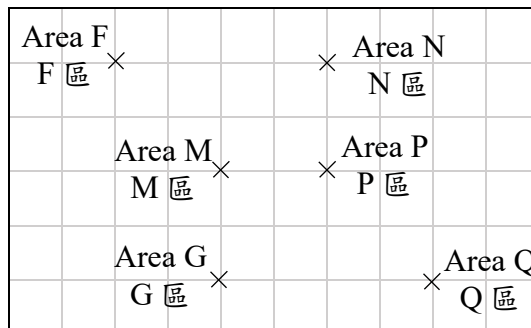 Area F
F 區
Area N
N 區
Area M
M 區
Area P
P 區
Area G
G 區
Area Q
Q 區